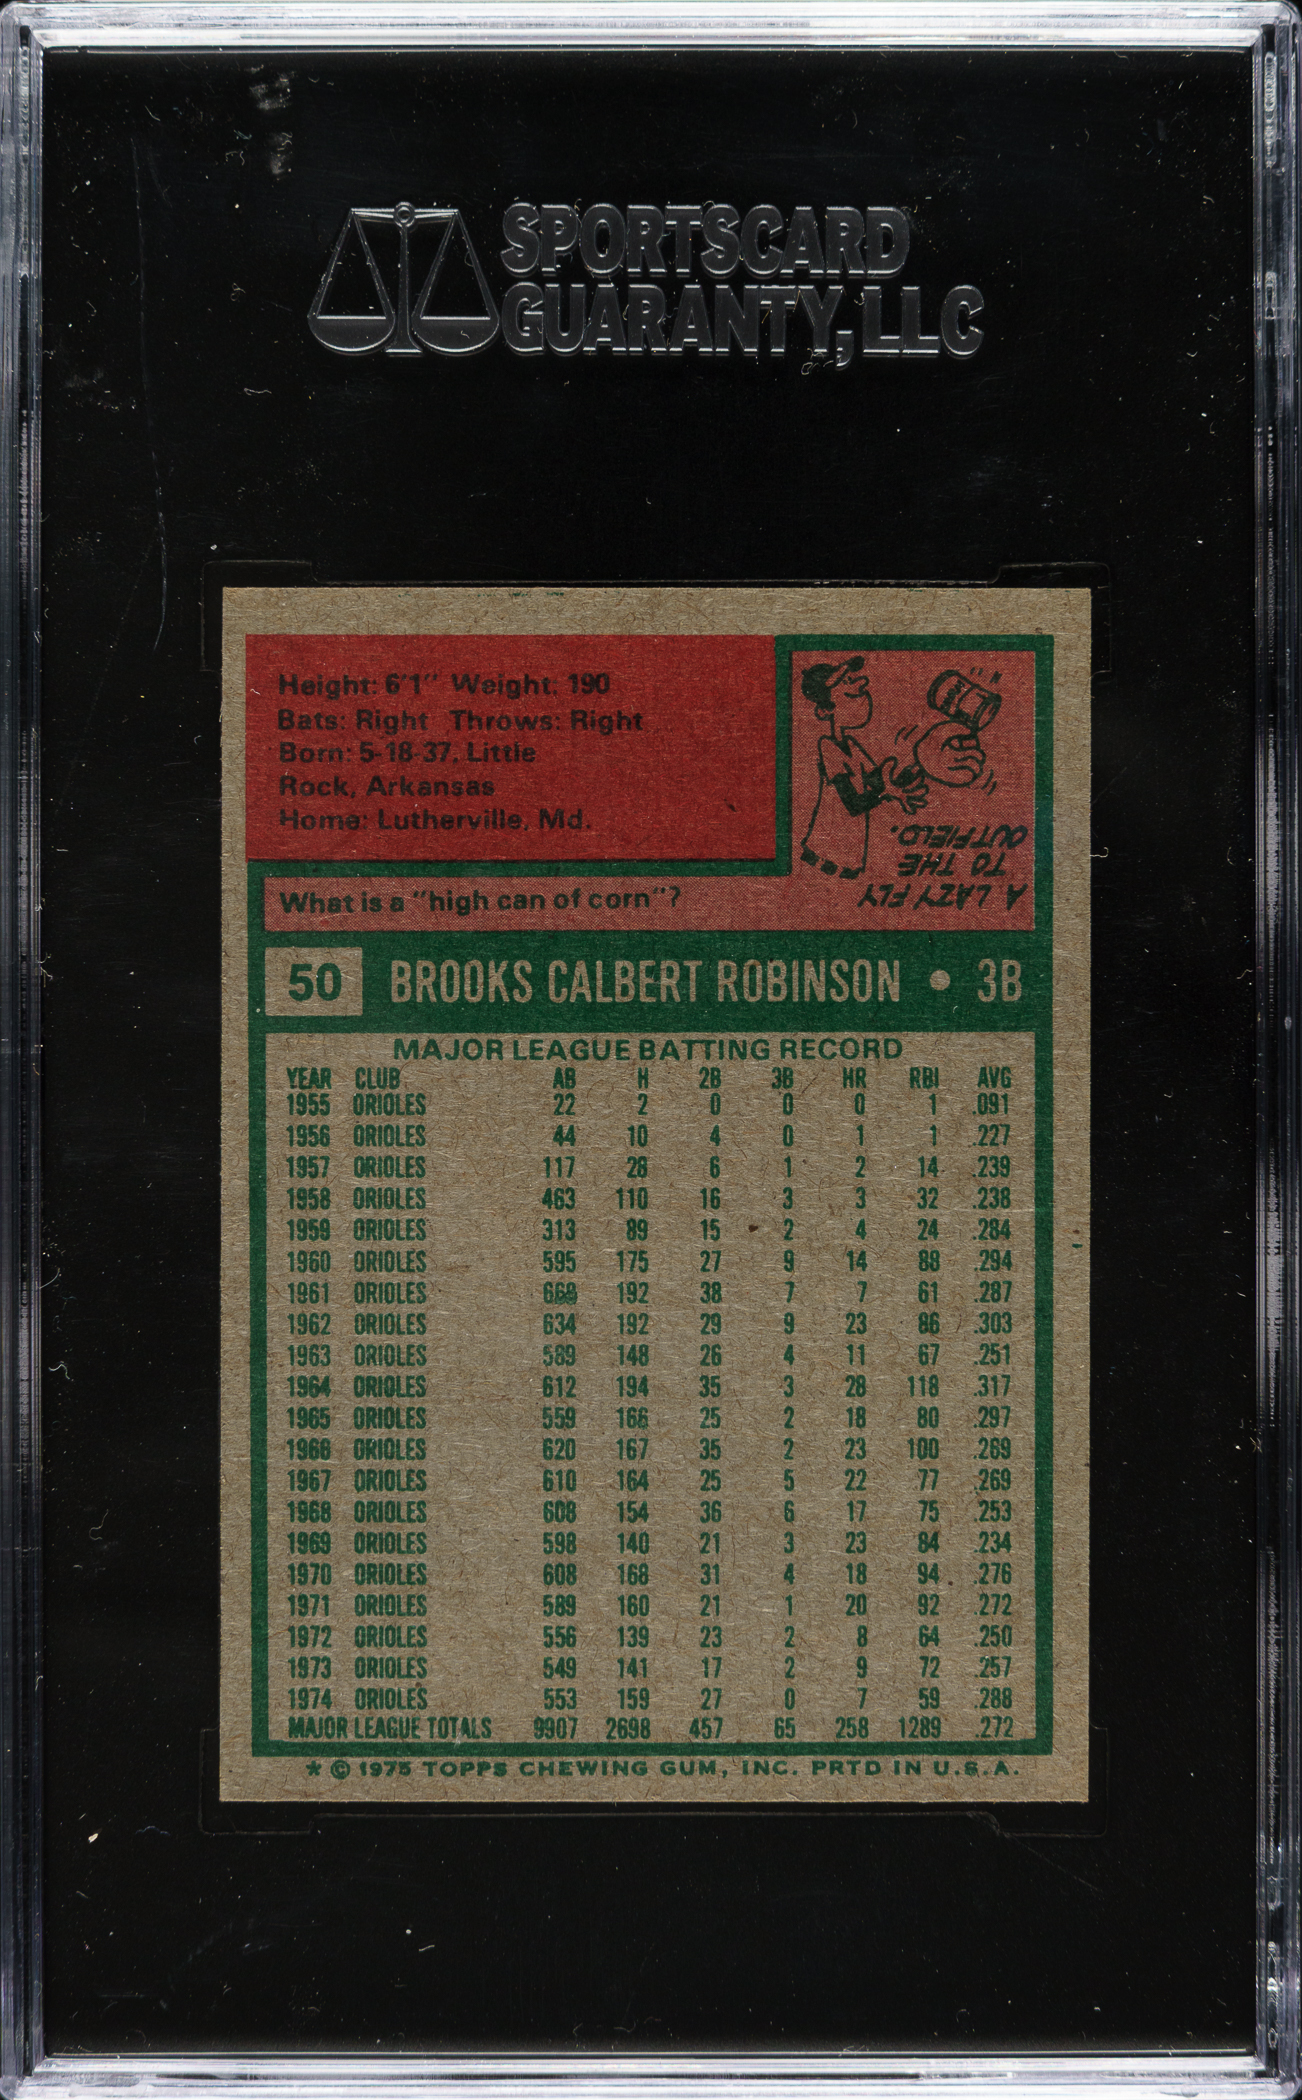 SPORTSCARD
GUARANTY, LLC
Height: 6'1" Weight: 190
Bats: Right Throws: Right
Born: 5-18-37, Little
Rock, Arkansas
Home: Lutherville, Md.
A LAZY FLY
TO THE
OUTFIELD.
What is a "high can of corn"?
50 BROOKS CALBERT ROBINSON • 3B
MAJOR LEAGUE BATTING RECORD
YEAR CLUB AB H 2B 3B HR RBI AVG
1955 ORIOLES 22 2 0 0 0 1 .091
1956 ORIOLES 44 10 4 0 1 1 .227
1957 ORIOLES 117 28 6 1 2 14 .239
1958 ORIOLES 463 110 16 3 3 32 .238
1959 ORIOLES 313 89 15 2 4 24 .284
1960 ORIOLES 595 175 27 9 14 88 .294
1961 ORIOLES 668 192 38 7 7 61 .287
1962 ORIOLES 634 192 29 9 23 86 .303
1963 ORIOLES 589 148 26 4 11 67 .251
1964 ORIOLES 612 194 35 3 28 118 .317
1965 ORIOLES 559 166 25 2 18 80 .297
1966 ORIOLES 620 167 35 2 23 100 .269
1967 ORIOLES 610 164 25 5 22 77 .269
1968 ORIOLES 608 154 36 6 17 75 .253
1969 ORIOLES 598 140 21 3 23 84 .234
1970 ORIOLES 608 168 31 4 18 94 .276
1971 ORIOLES 589 160 21 1 20 92 .272
1972 ORIOLES 556 139 23 2 8 64 .250
1973 ORIOLES 549 141 17 2 9 72 .257
1974 ORIOLES 553 159 27 0 7 59 .288
MAJOR LEAGUE TOTALS 9907 2698 457 65 258 1289 .272
* © 1975 TOPPS CHEWING GUM, INC. PRTD IN U.S.A.